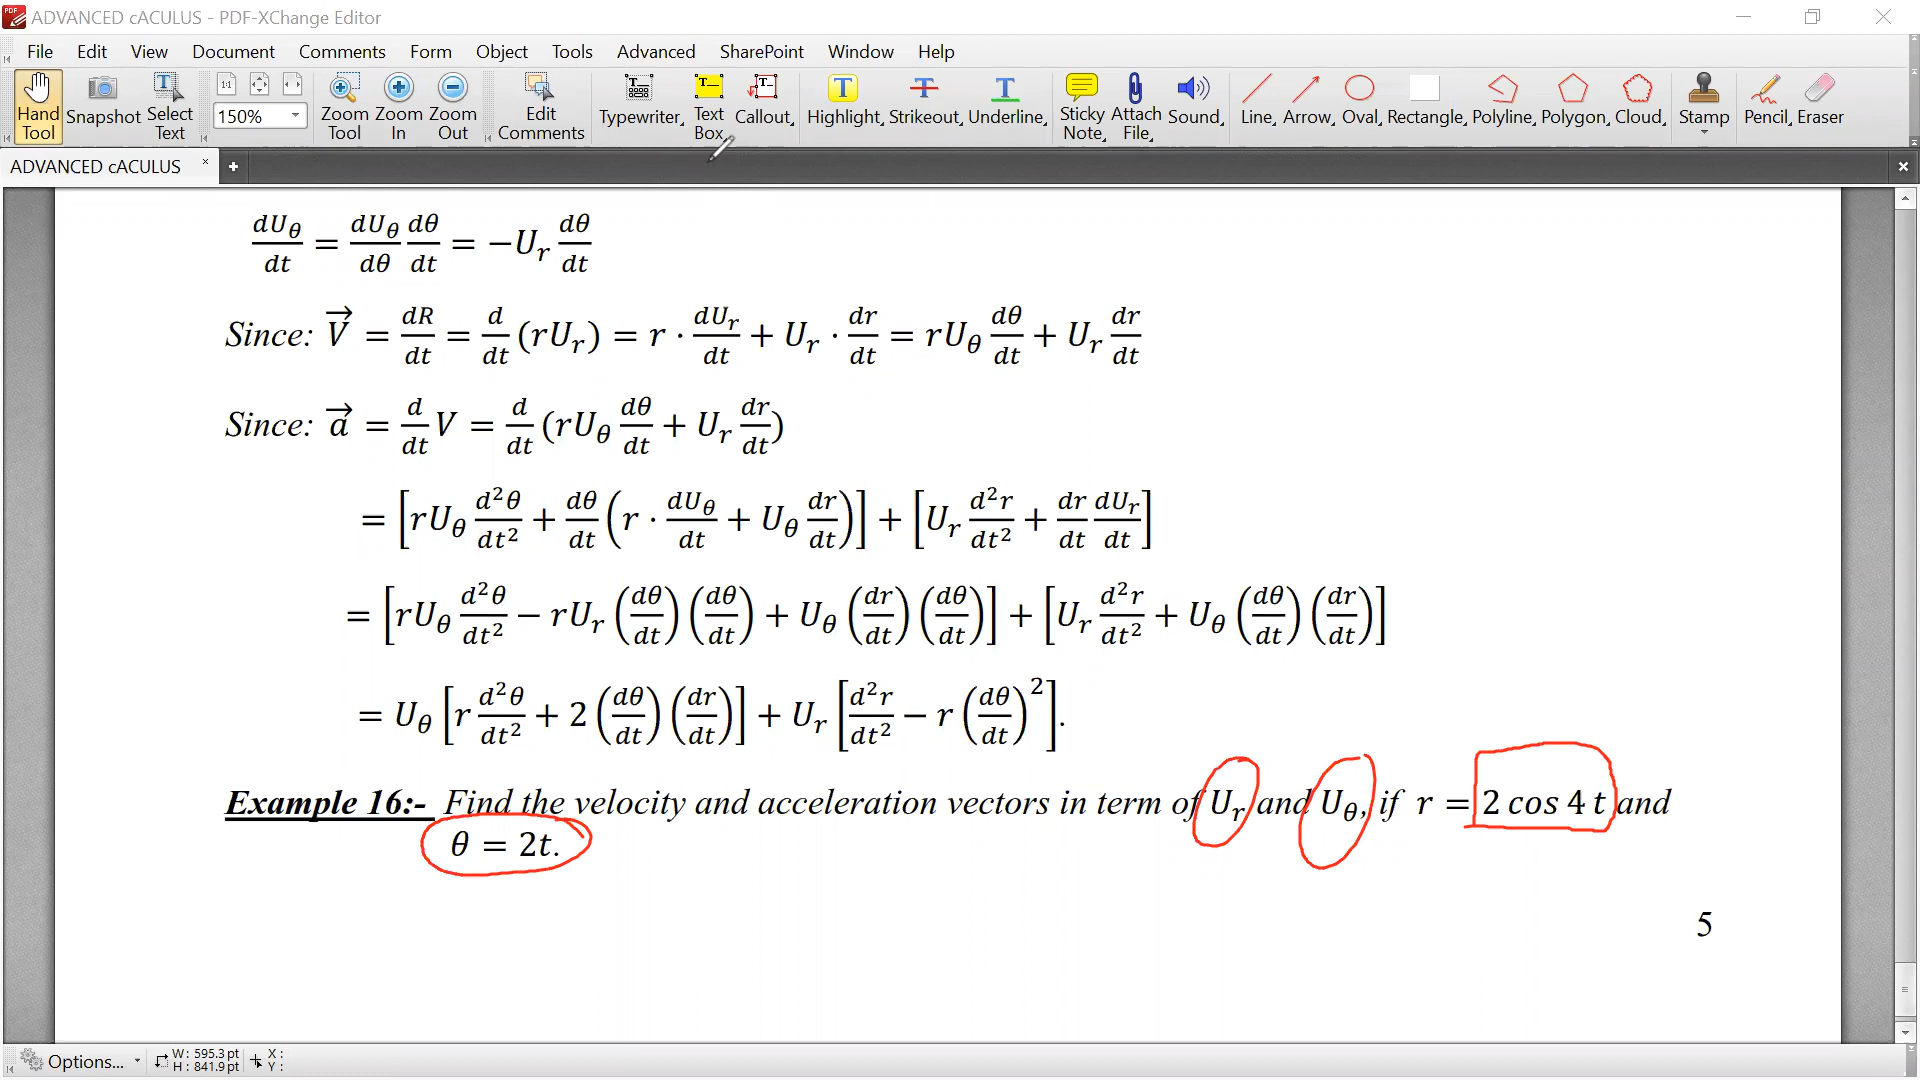 ADVANCED cACULUS - PDF-XChange Editor
File Edit View Document Comments Form Object Tools Advanced SharePoint Window Help
Hand Tool Snapshot Select Text 1:1 150% Zoom Tool Zoom In Zoom Out Edit Comments Typewriter Text Box Callout Highlight Strikeout Underline Sticky Note Attach File Sound Line Arrow Oval Rectangle Polyline Polygon Cloud Stamp Pencil Eraser
ADVANCED cACULUS × +
dU_θ/dt = dU_θ/dθ dθ/dt = −U_r dθ/dt
Since: V⃗ = dR/dt = d/dt (rU_r) = r · dU_r/dt + U_r · dr/dt = rU_θ dθ/dt + U_r dr/dt
Since: a⃗ = d/dt V = d/dt (rU_θ dθ/dt + U_r dr/dt)
= [rU_θ d²θ/dt² + dθ/dt (r · dU_θ/dt + U_θ dr/dt)] + [U_r d²r/dt² + dr/dt dU_r/dt]
= [rU_θ d²θ/dt² − rU_r (dθ/dt)(dθ/dt) + U_θ (dr/dt)(dθ/dt)] + [U_r d²r/dt² + U_θ (dθ/dt)(dr/dt)]
= U_θ [r d²θ/dt² + 2 (dθ/dt)(dr/dt)] + U_r [d²r/dt² − r (dθ/dt)²].
Example 16:- Find the velocity and acceleration vectors in term of U_r and U_θ, if r = 2 cos 4 t and
θ = 2t.
5
Options... W: 595.3 pt X:
H: 841.9 pt Y: